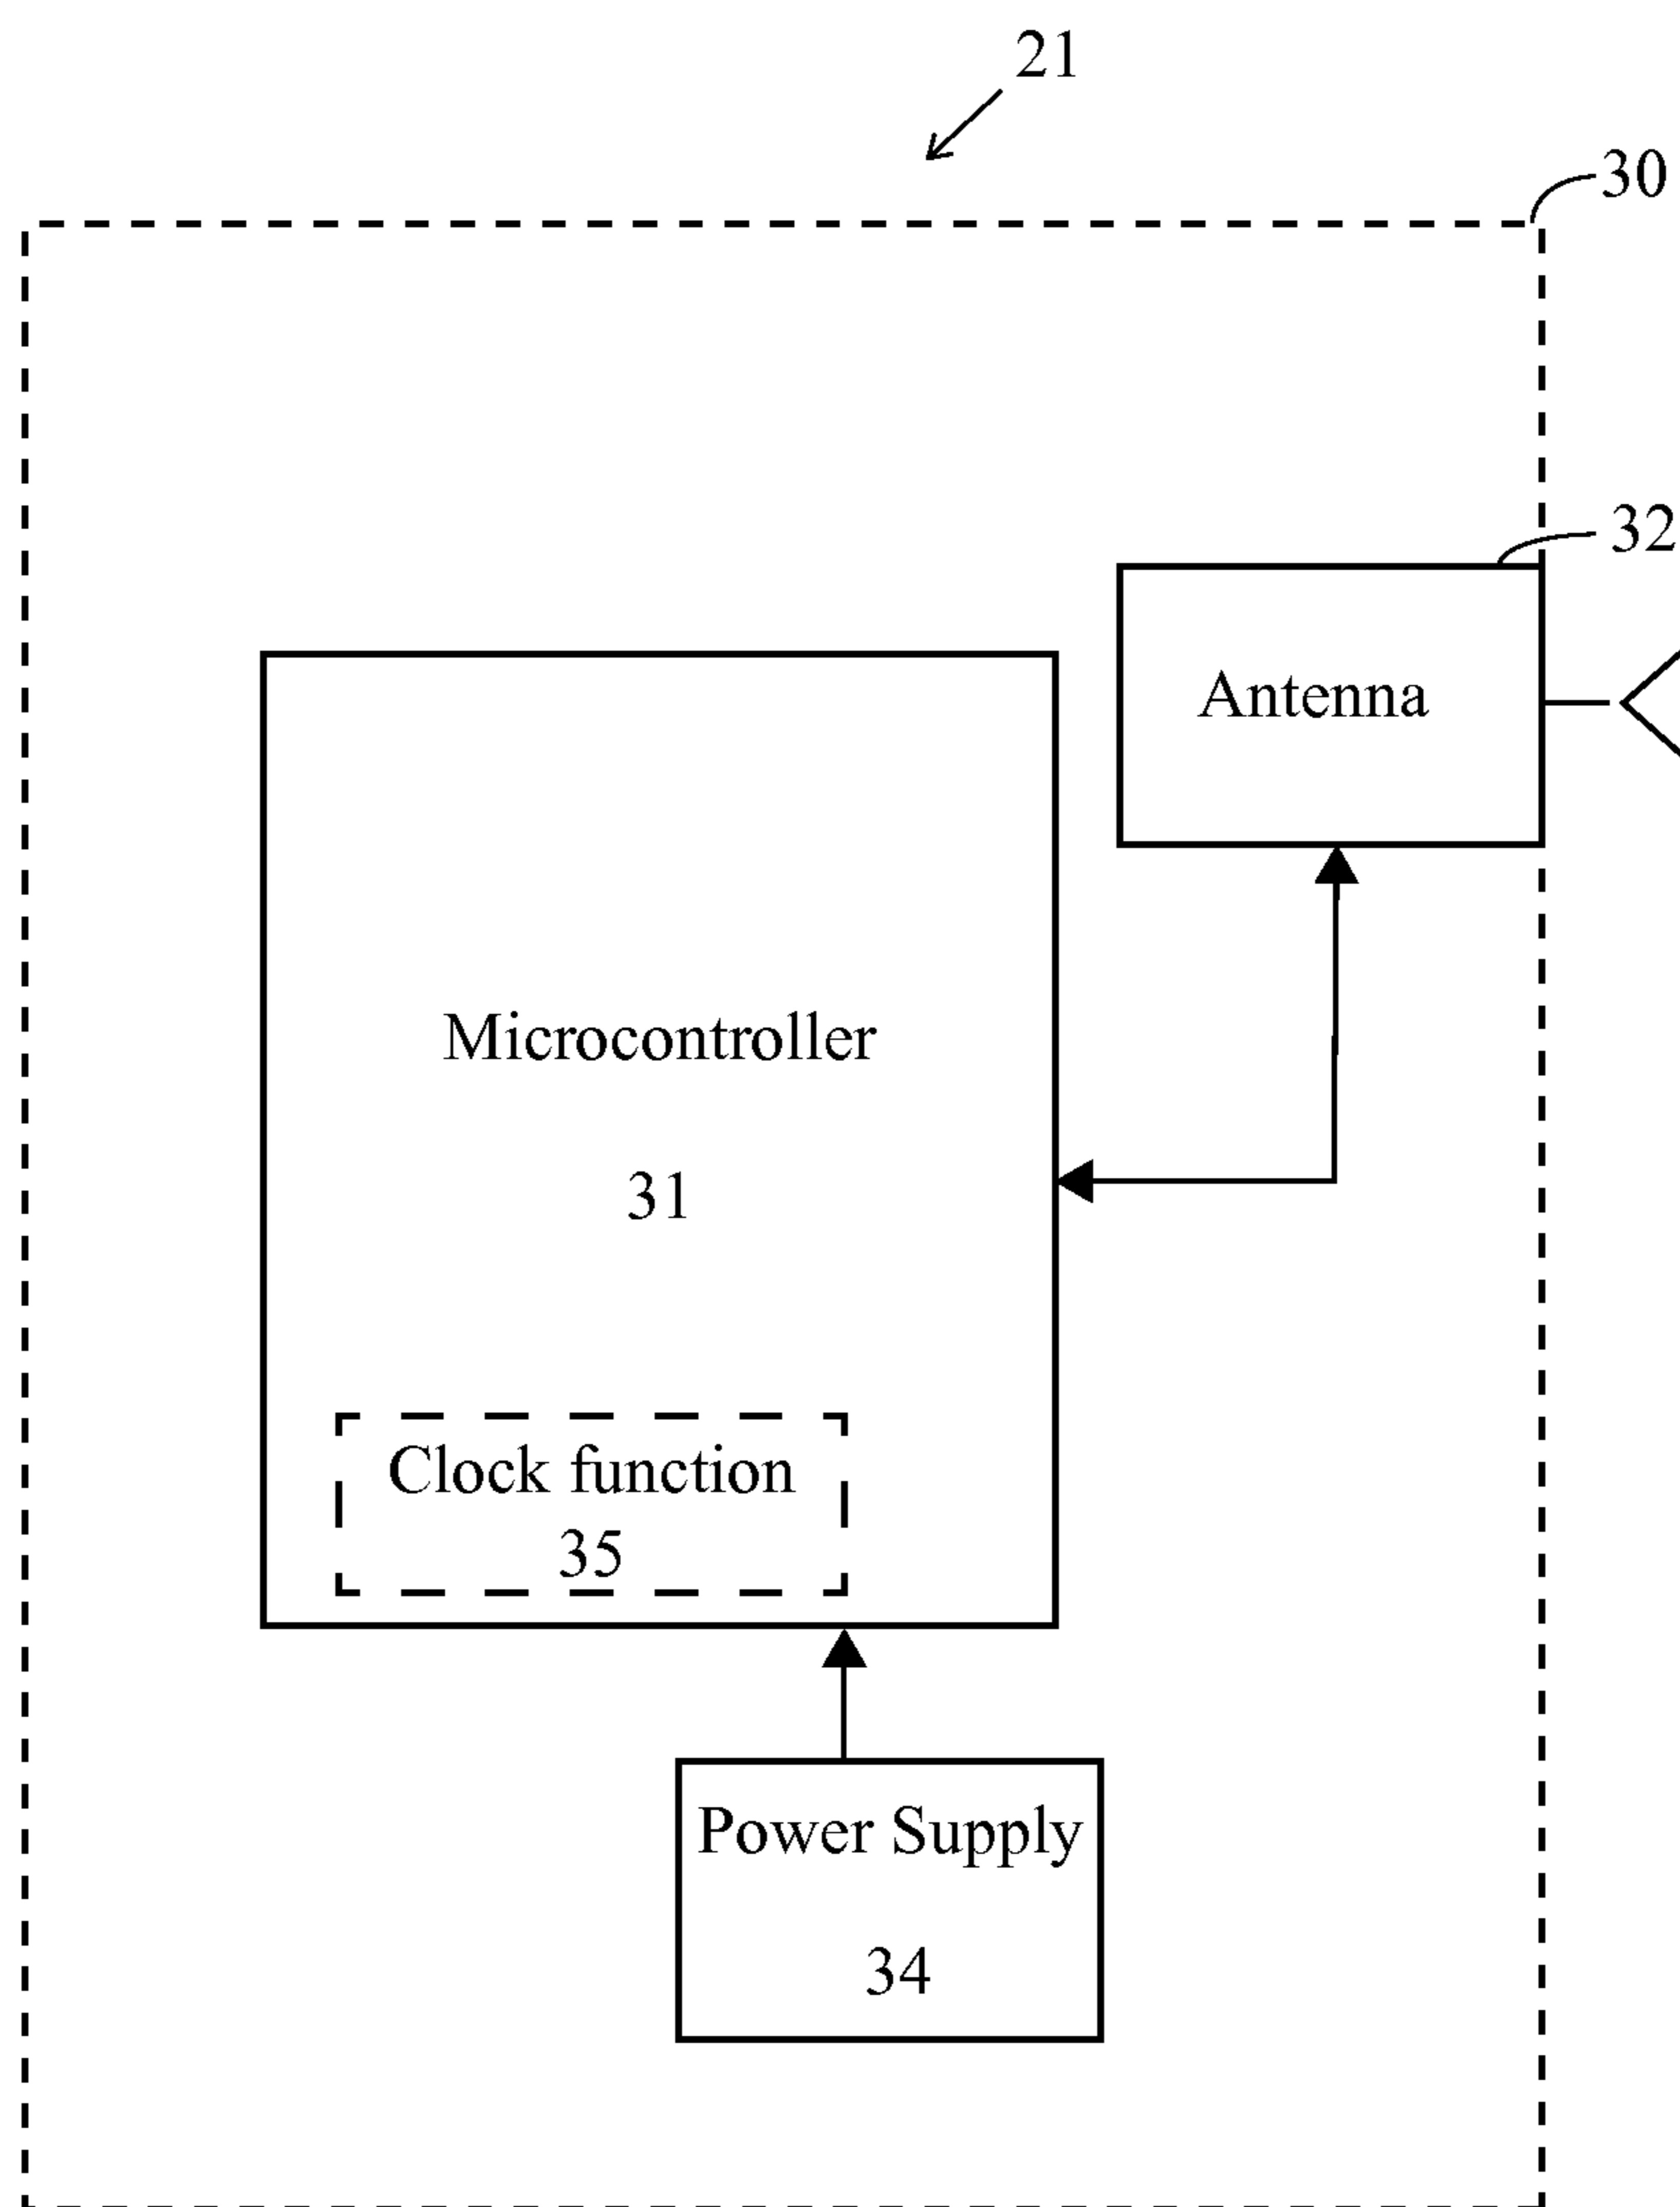 21
30
32
Antenna
Microcontroller
31
Clock function
35
Power Supply
34